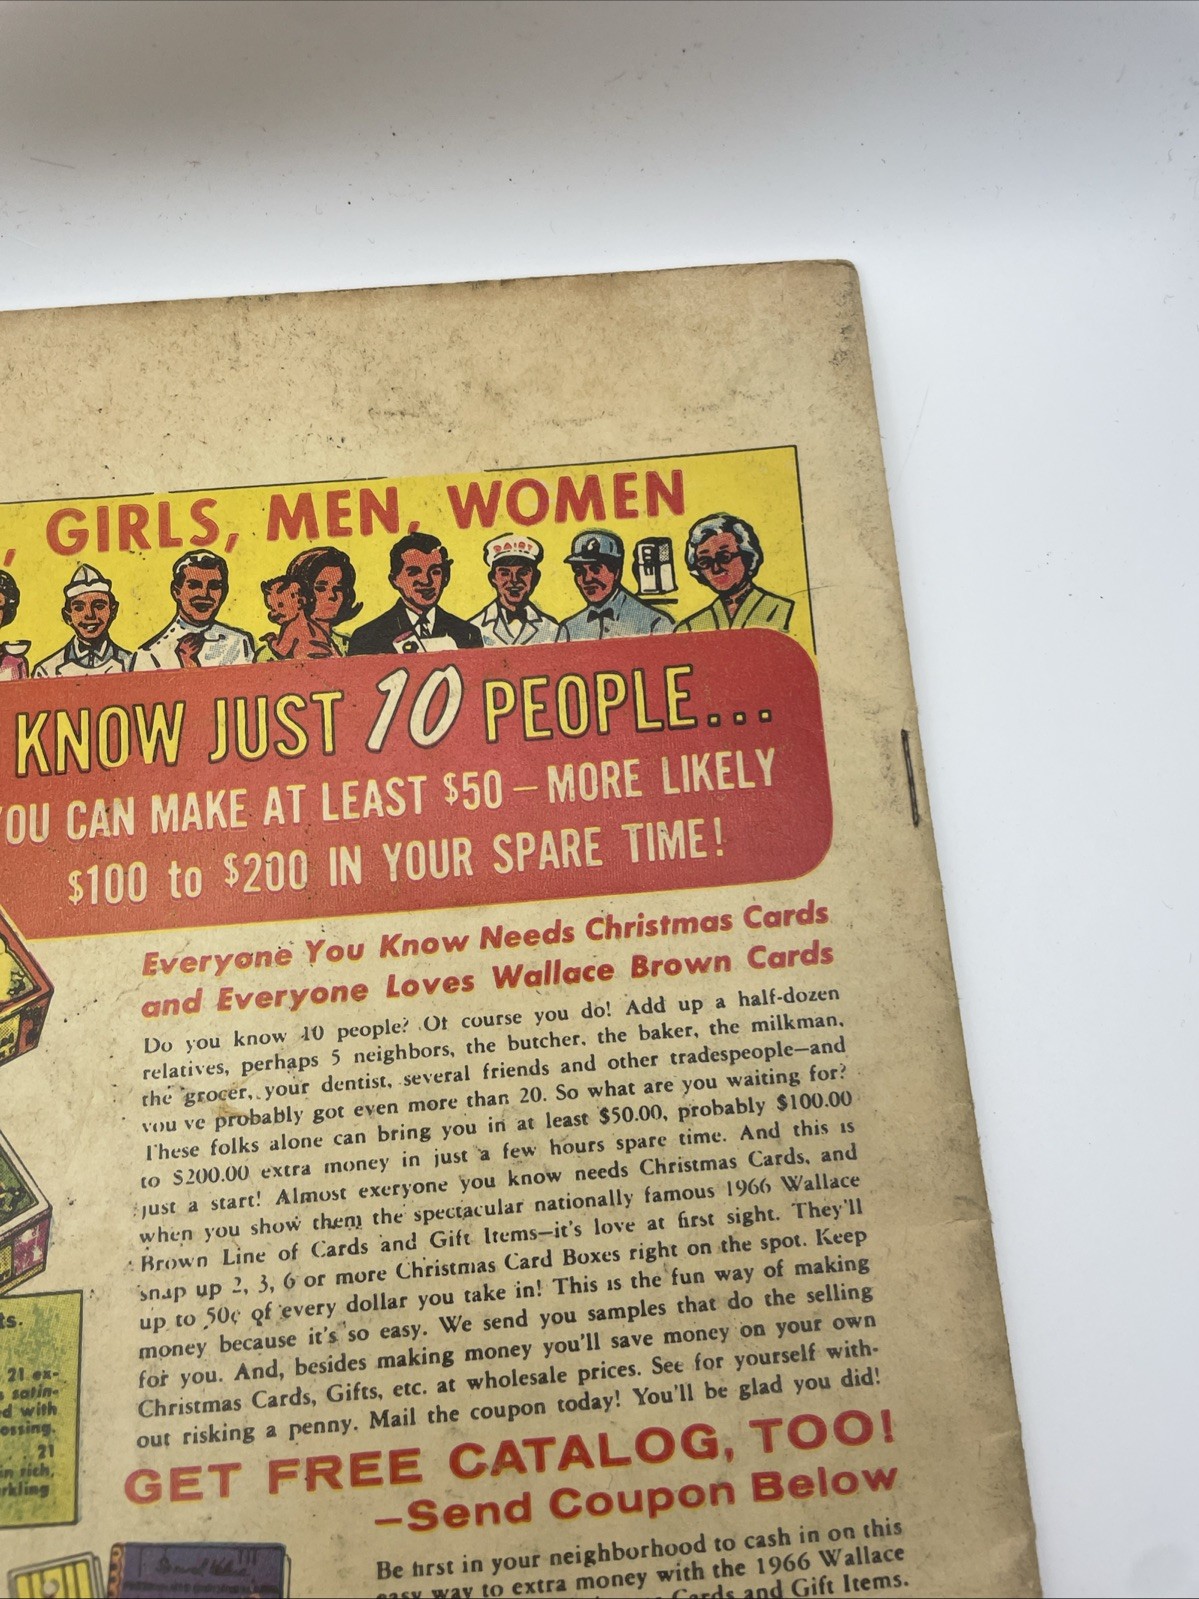 , GIRLS, MEN, WOMEN
DAIRY
KNOW JUST 10 PEOPLE...
YOU CAN MAKE AT LEAST $50 – MORE LIKELY
$100 to $200 IN YOUR SPARE TIME!
Everyone You Know Needs Christmas Cards
and Everyone Loves Wallace Brown Cards
Do you know 10 people? Of course you do! Add up a half-dozen
relatives, perhaps 5 neighbors, the butcher, the baker, the milkman,
the grocer, your dentist, several friends and other tradespeople—and
you've probably got even more than 20. So what are you waiting for?
These folks alone can bring you in at least $50.00, probably $100.00
to $200.00 extra money in just a few hours spare time. And this is
just a start! Almost everyone you know needs Christmas Cards, and
when you show them the spectacular nationally famous 1966 Wallace
Brown Line of Cards and Gift Items—it's love at first sight. They'll
snap up 2, 3, 6 or more Christmas Card Boxes right on the spot. Keep
up to 50¢ of every dollar you take in! This is the fun way of making
money because it's so easy. We send you samples that do the selling
for you. And, besides making money you'll save money on your own
Christmas Cards, Gifts, etc. at wholesale prices. See for yourself with-
out risking a penny. Mail the coupon today! You'll be glad you did!
ts.
21 ex-
satin-
d with
ossing.
21
in rich,
rkling
GET FREE CATALOG, TOO!
—Send Coupon Below
Be first in your neighborhood to cash in on this
easy way to extra money with the 1966 Wallace
Cards and Gift Items.